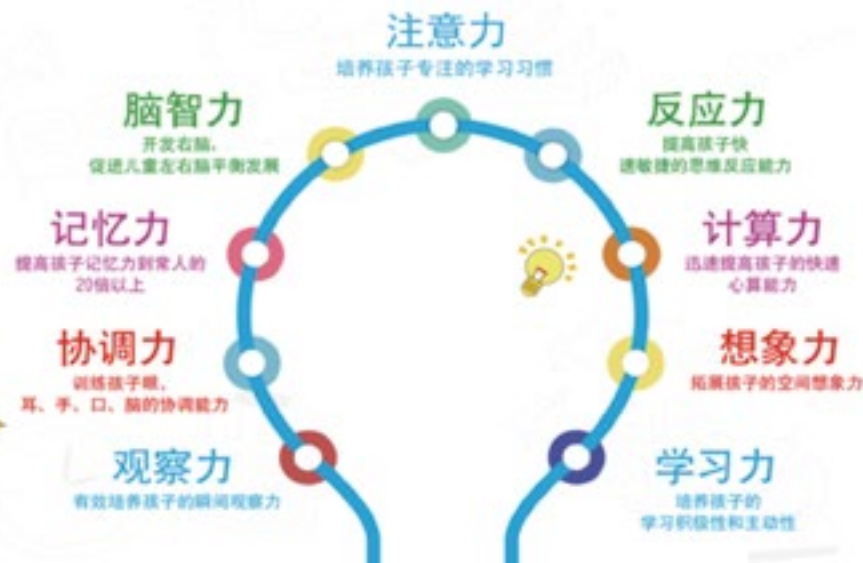 注意力
培养孩子专注的学习习惯
脑智力
开发右脑，
促进儿童左右脑平衡发展
反应力
提高孩子快
速敏捷的思维反应能力
记忆力
提高孩子记忆力到常人的
20倍以上
计算力
迅速提高孩子的快速
心算能力
协调力
训练孩子眼、
耳、手、口、脑的协调能力
想象力
拓展孩子的空间想象力
观察力
有效培养孩子的瞬间观察力
学习力
培养孩子的
学习积极性和主动性